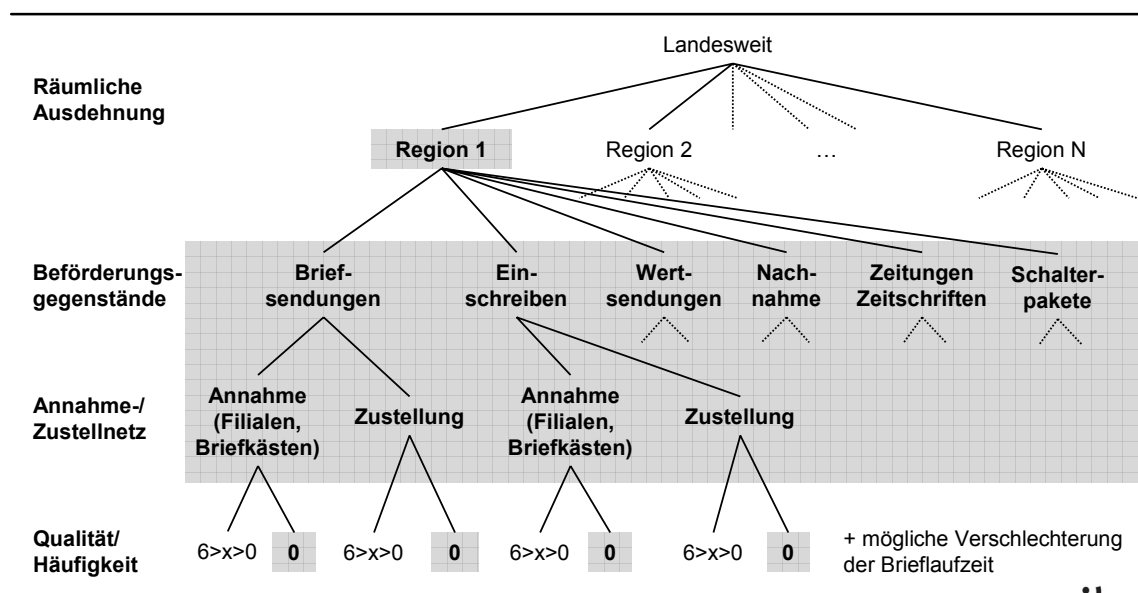 Landesweit
Räumliche
Ausdehnung
Region 1
Region 2
...
Region N
Beförderungs-
gegenstände
Brief-
sendungen
Ein-
schreiben
Wert-
sendungen
Nach-
nahme
Zeitungen
Zeitschriften
Schalter-
pakete
Annahme-/
Zustellnetz
Annahme
(Filialen,
Briefkästen)
Zustellung
Annahme
(Filialen,
Briefkästen)
Zustellung
Qualität/
Häufigkeit
6>x>0
0
6>x>0
0
6>x>0
0
6>x>0
0
+ mögliche Verschlechterung
der Brieflaufzeit